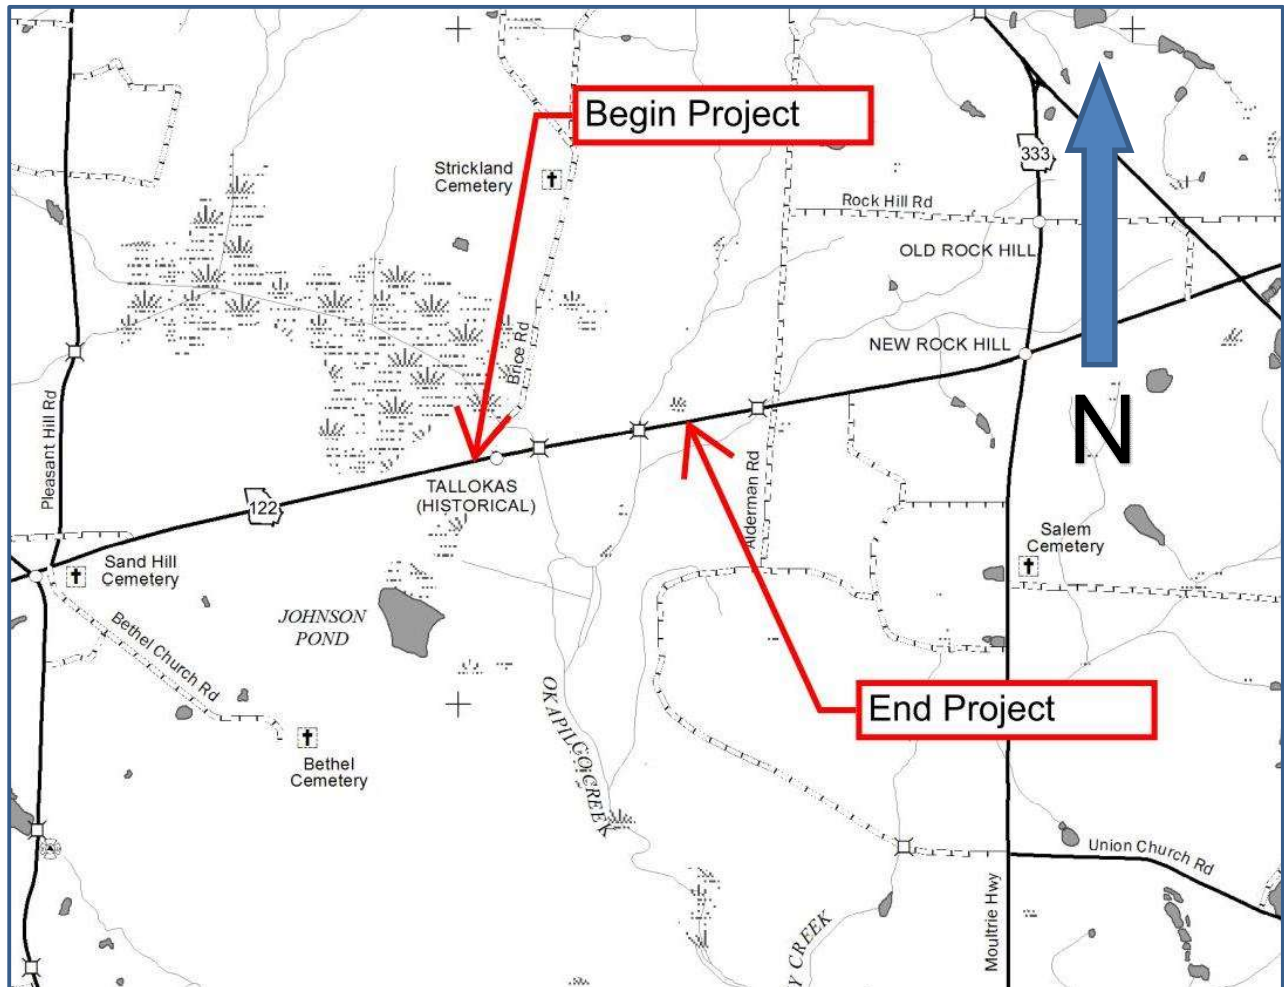 Begin Project
Strickland
Cemetery
333
Rock Hill Rd
OLD ROCK HILL
Brice Rd
NEW ROCK HILL
N
Pleasant Hill Rd
TALLOKAS
(HISTORICAL)
122
Alderman Rd
Salem
Cemetery
Sand Hill
Cemetery
JOHNSON
POND
Bethel Church Rd
OKAPILCO CREEK
End Project
Bethel
Cemetery
Union Church Rd
Moultrie Hwy
Y CREEK